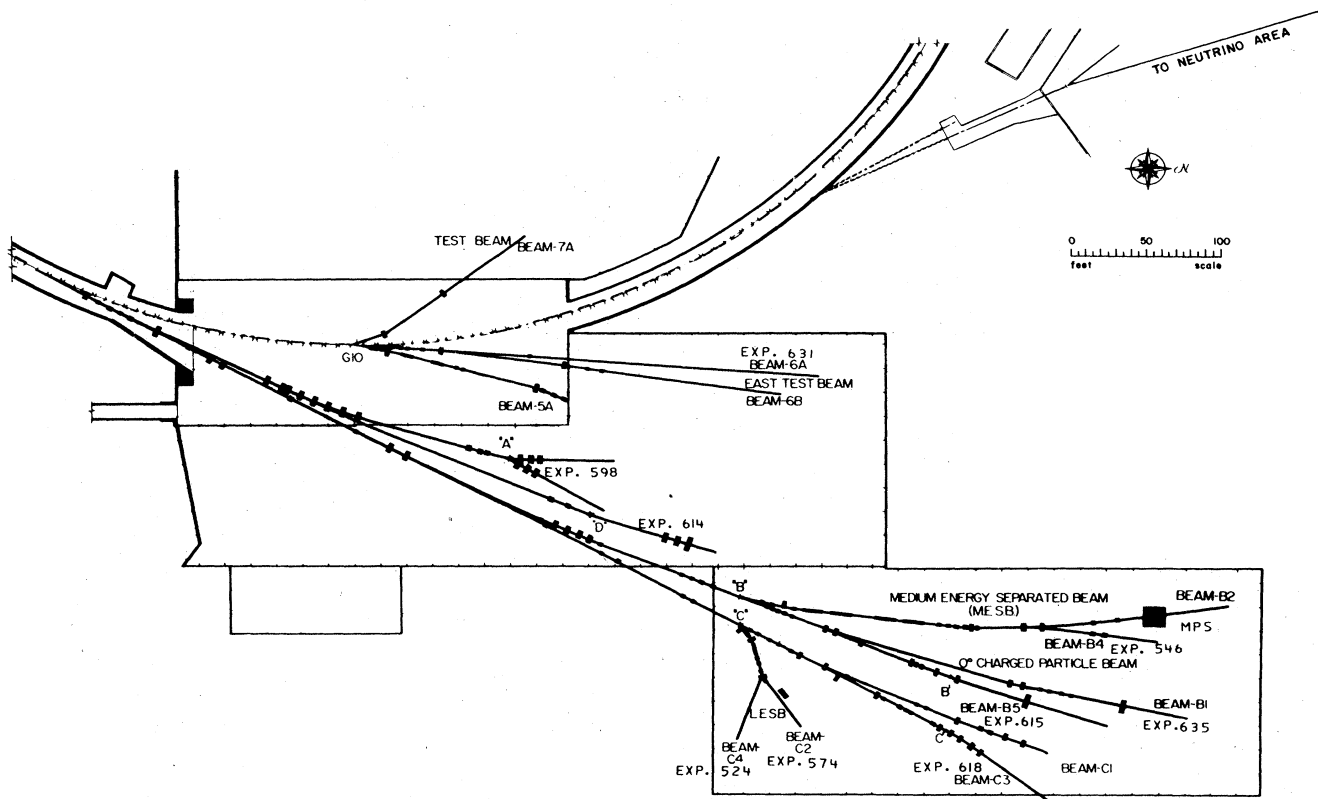 TO NEUTRINO AREA
N
0 50 100
feet scale
TEST BEAM
BEAM-7A
G10
EXP. 631
BEAM-6A
EAST TEST BEAM
BEAM-6B
BEAM-5A
"A"
EXP. 598
"D"
EXP. 614
"B"
MEDIUM ENERGY SEPARATED BEAM
(MESB)
BEAM-B2
MPS
"C"
BEAM-B4
EXP. 546
0° CHARGED PARTICLE BEAM
B'
BEAM-B1
EXP.635
BEAM-B5
EXP.615
LESB
C'
BEAM-
C4
EXP. 524
BEAM-
C2
EXP. 574
EXP. 618
BEAM-C3
BEAM-C1